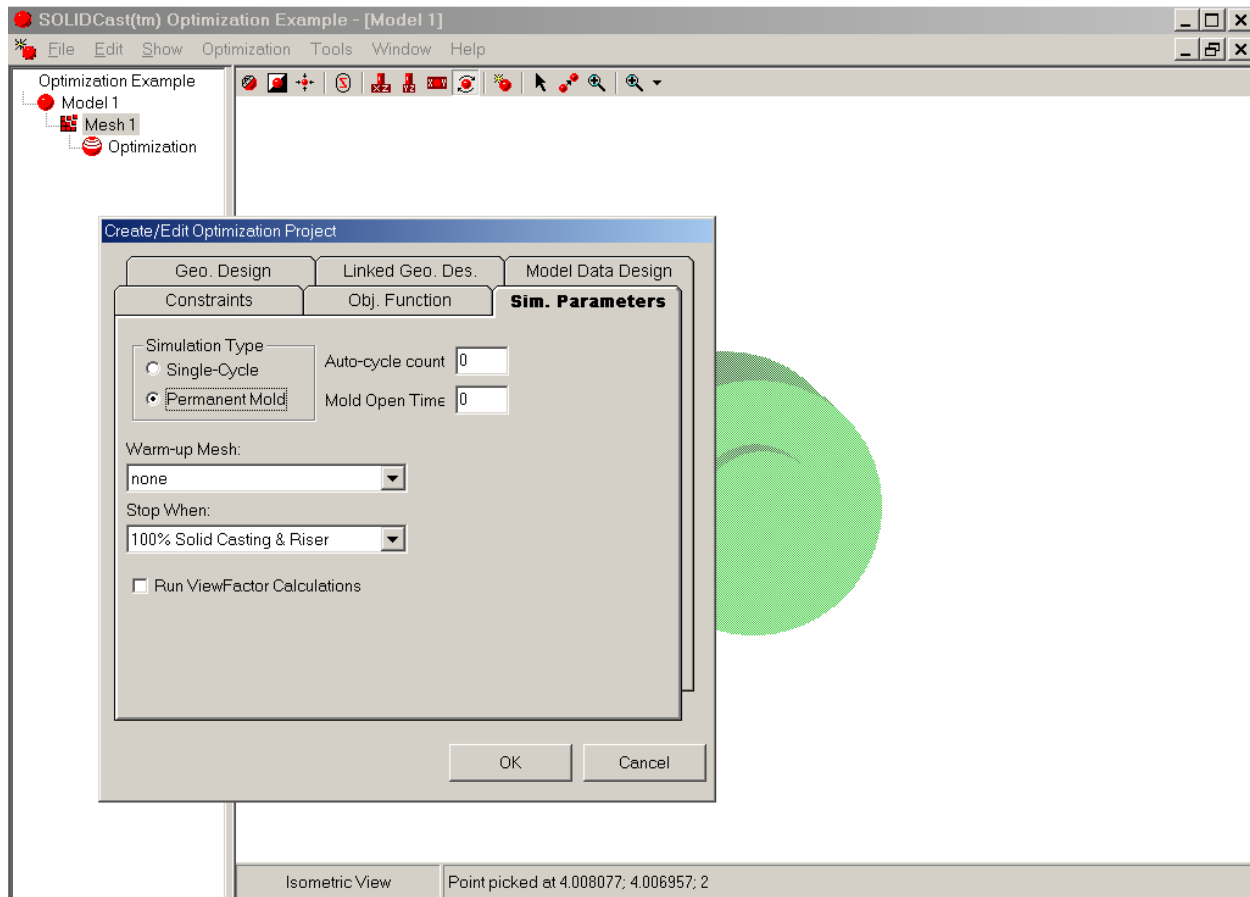 SOLIDCast(tm) Optimization Example - [Model 1]
File Edit Show Optimization Tools Window Help
Optimization Example
Model 1
Mesh 1
Optimization
XZ YZ XY
Create/Edit Optimization Project
Geo. Design Linked Geo. Des. Model Data Design
Constraints Obj. Function Sim. Parameters
Simulation Type
Single-Cycle
Permanent Mold
Auto-cycle count 0
Mold Open Time 0
Warm-up Mesh:
none
Stop When:
100% Solid Casting & Riser
Run ViewFactor Calculations
OK Cancel
Isometric View Point picked at 4.008077; 4.006957; 2